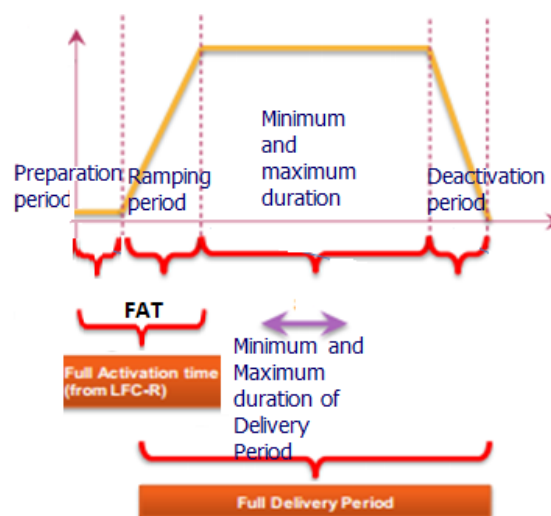 Minimum
and
maximum
duration
Preparation
period
Ramping
period
Deactivation
period
FAT
Full Activation time
(from LFC-R)
Minimum and
Maximum
duration of
Delivery
Period
Full Delivery Period